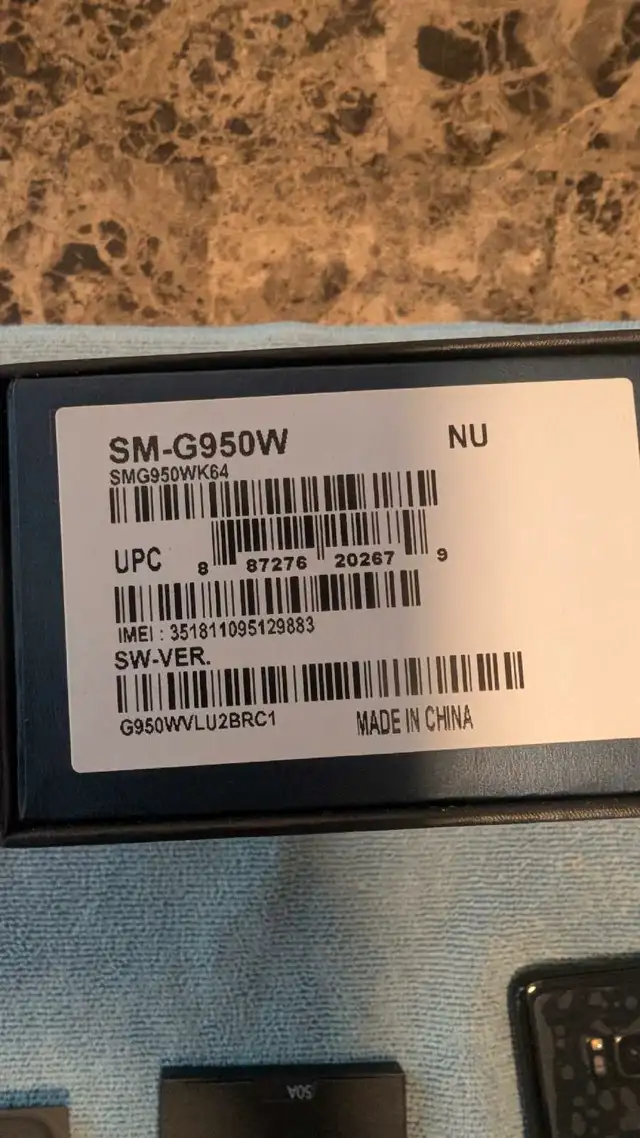 SM-G950W NU
SMG950WK64
UPC 8 87276 20267 9
IMEI : 351811095129883
SW-VER.
G950WVLU2BRC1 MADE IN CHINA